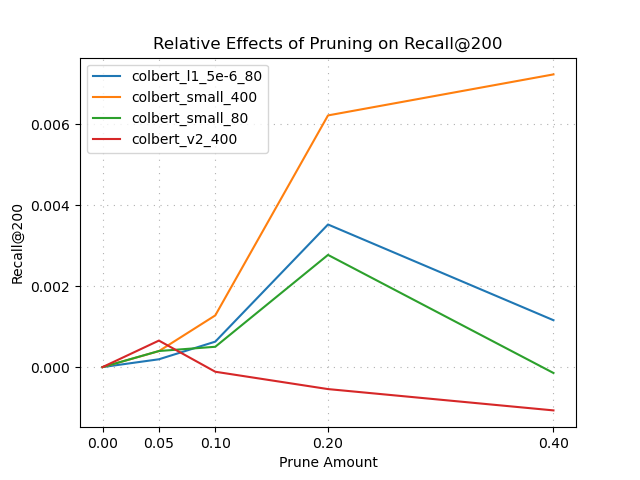 Relative Effects of Pruning on Recall@200
colbert_l1_5e-6_80
colbert_small_400
colbert_small_80
colbert_v2_400
Recall@200
0.006
0.004
0.002
0.000
0.00 0.05 0.10 0.20 0.40
Prune Amount